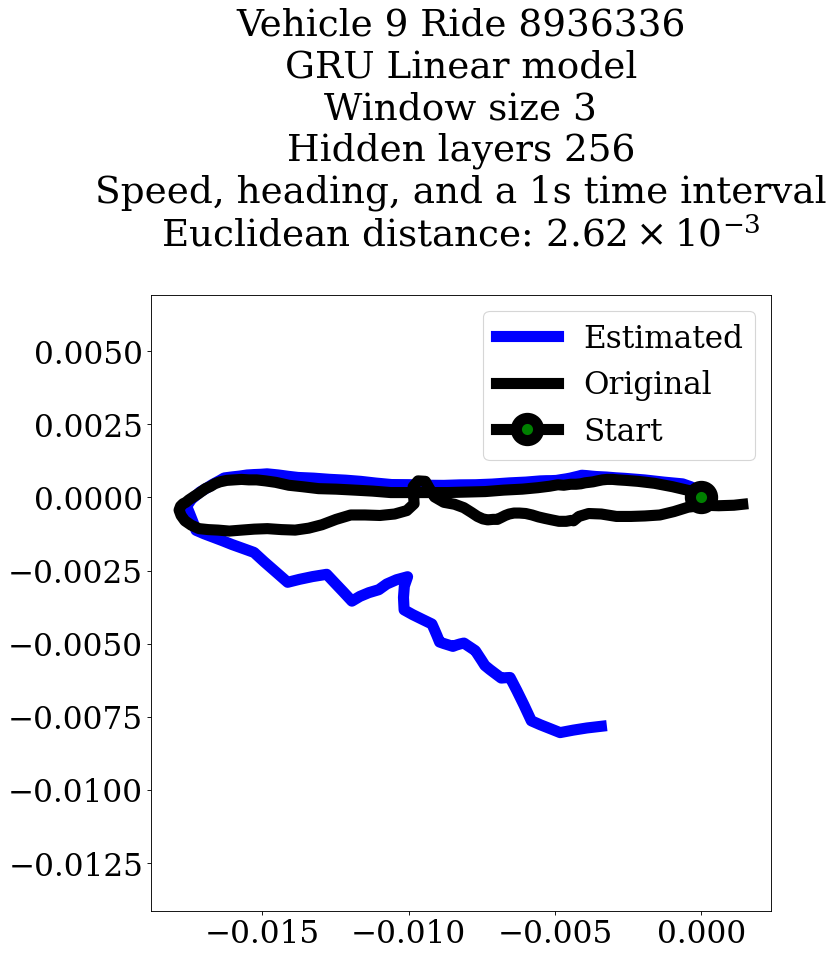 Vehicle 9 Ride 8936336
GRU Linear model
Window size 3
Hidden layers 256
Speed, heading, and a 1s time interval
Euclidean distance: 2.62 × 10⁻³
Estimated
Original
Start
0.0050
0.0025
0.0000
−0.0025
−0.0050
−0.0075
−0.0100
−0.0125
−0.015 −0.010 −0.005 0.000